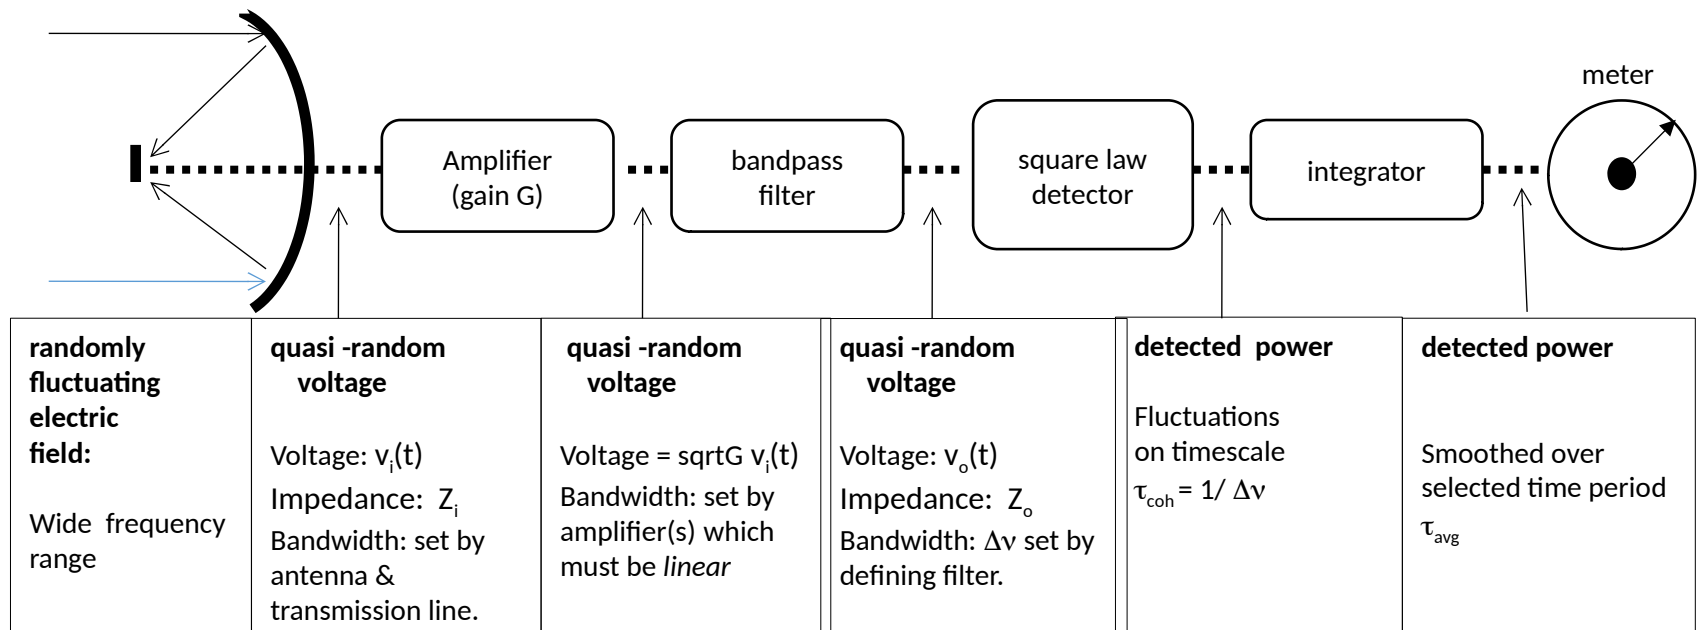 meter
Amplifier
(gain G)
bandpass
filter
square law
detector
integrator
randomly
fluctuating
electric
field:
Wide  frequency
range
quasi -random
voltage
Voltage: vᵢ(t)
Impedance:  Zᵢ
Bandwidth: set by
antenna &
transmission line.
quasi -random
voltage
Voltage = sqrtG vᵢ(t)
Bandwidth: set by
amplifier(s) which
must be linear
quasi -random
voltage
Voltage: vₒ(t)
Impedance:  Zₒ
Bandwidth: Δν set by
defining filter.
detected  power
Fluctuations
on timescale
τcoh = 1/ Δν
detected power
Smoothed over
selected time period
τavg